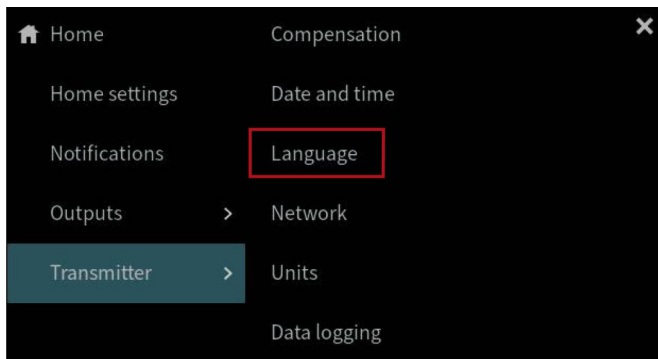 Home
Home settings
Notifications
Outputs
Transmitter
Compensation
Date and time
Language
Network
Units
Data logging